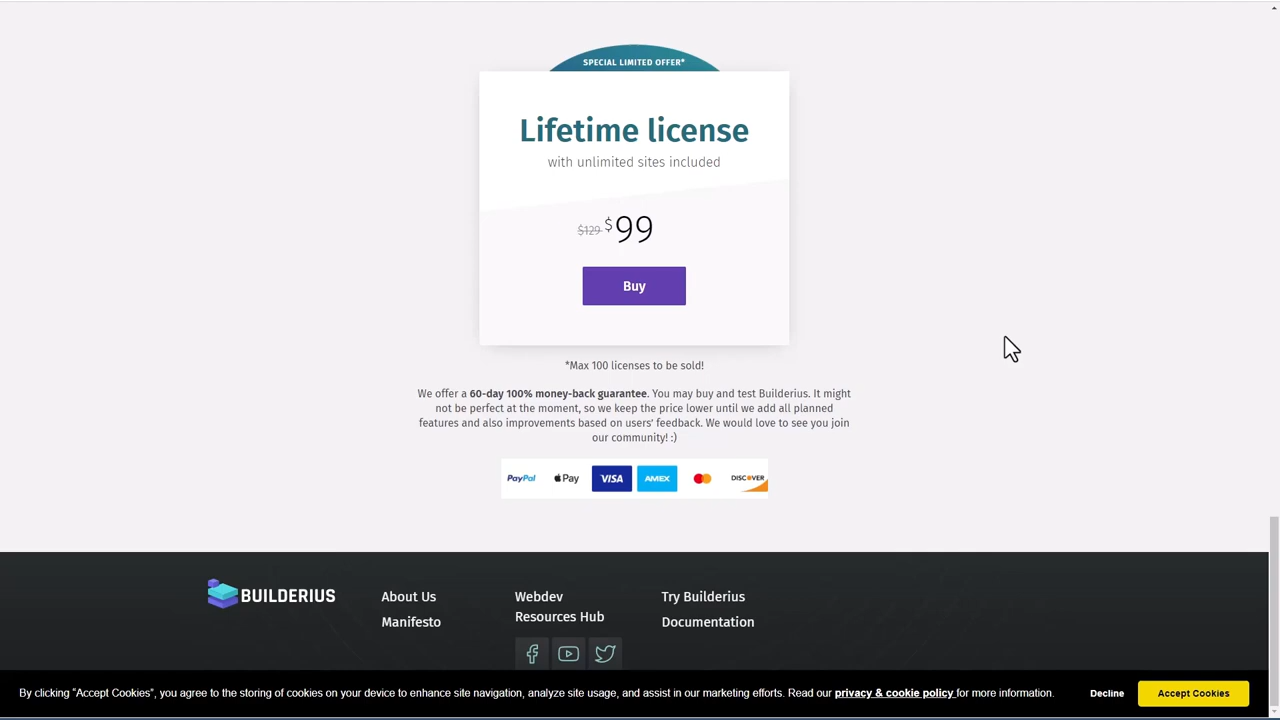 SPECIAL LIMITED OFFER*
Lifetime license
with unlimited sites included
$129 $99
Buy
*Max 100 licenses to be sold!
We offer a 60-day 100% money-back guarantee. You may buy and test Builderius. It might
not be perfect at the moment, so we keep the price lower until we add all planned
features and also improvements based on users' feedback. We would love to see you join
our community! :)
PayPal Pay VISA AMEX DISCOVER
BUILDERIUS
About Us
Manifesto
Webdev
Resources Hub
Try Builderius
Documentation
By clicking “Accept Cookies”, you agree to the storing of cookies on your device to enhance site navigation, analyze site usage, and assist in our marketing efforts. Read our privacy & cookie policy for more information.
Decline
Accept Cookies